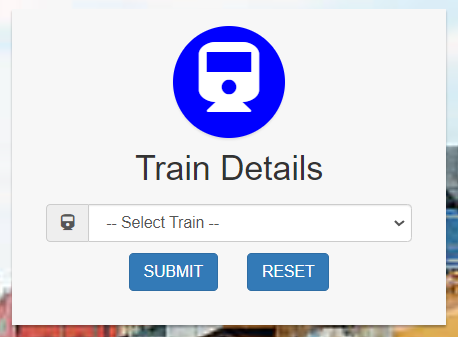 Train Details
-- Select Train --
SUBMIT RESET